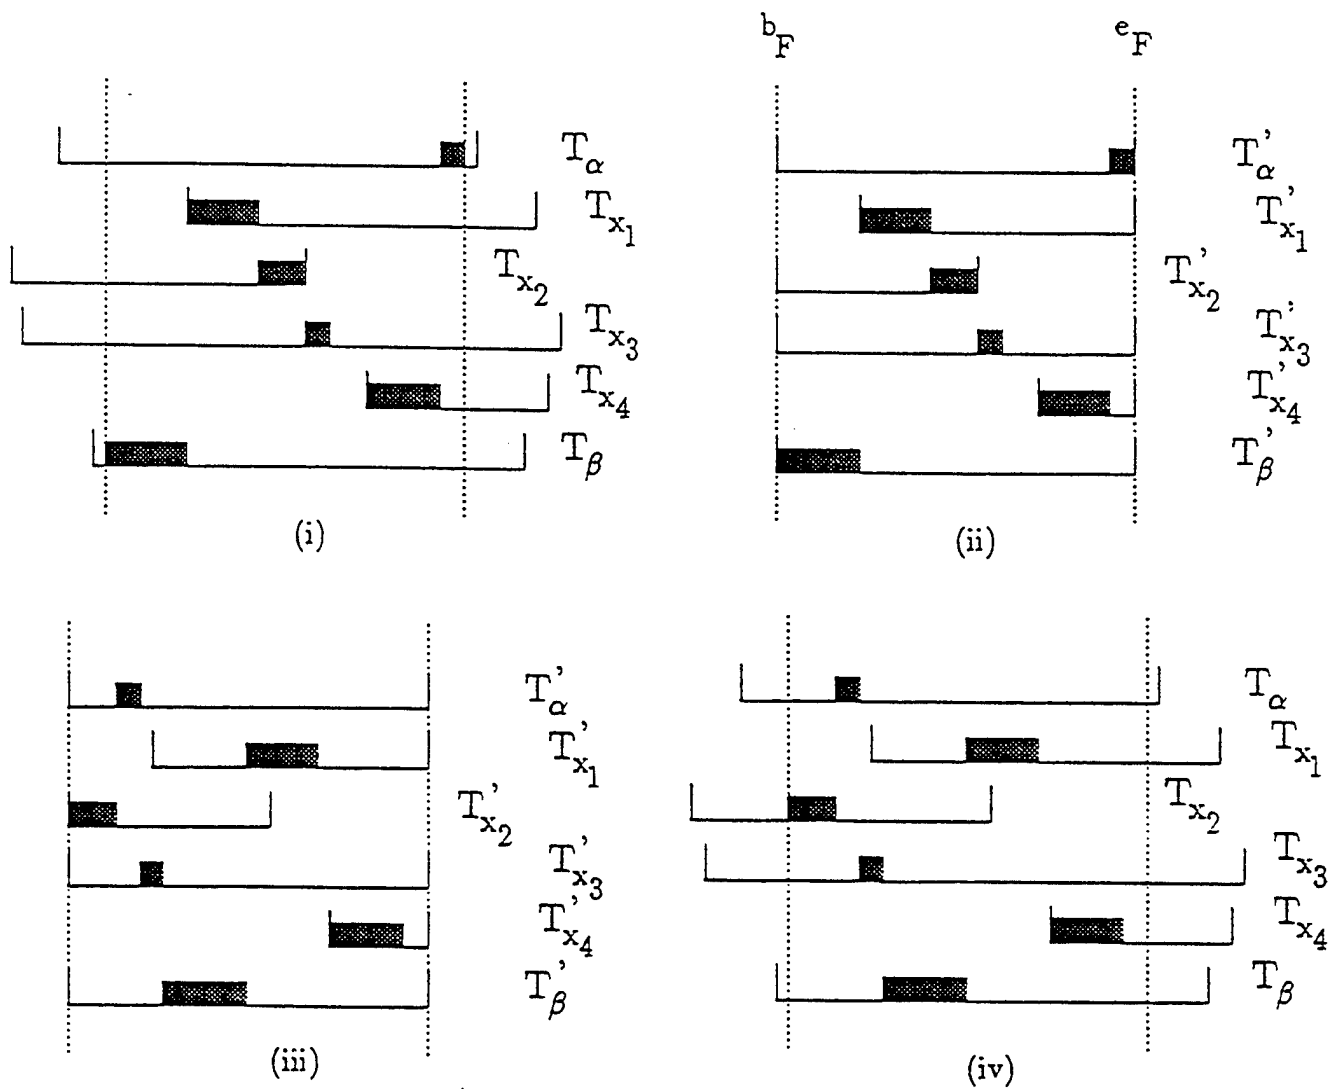 b_F e_F
T_α
T_x₁
T_x₂
T_x₃
T_x₄
T_β
(i)
T'_α
T'_x₁
T'_x₂
T'_x₃
T'_x₄
T'_β
(ii)
T'_α
T'_x₁
T'_x₂
T'_x₃
T'_x₄
T'_β
(iii)
T_α
T_x₁
T_x₂
T_x₃
T_x₄
T_β
(iv)